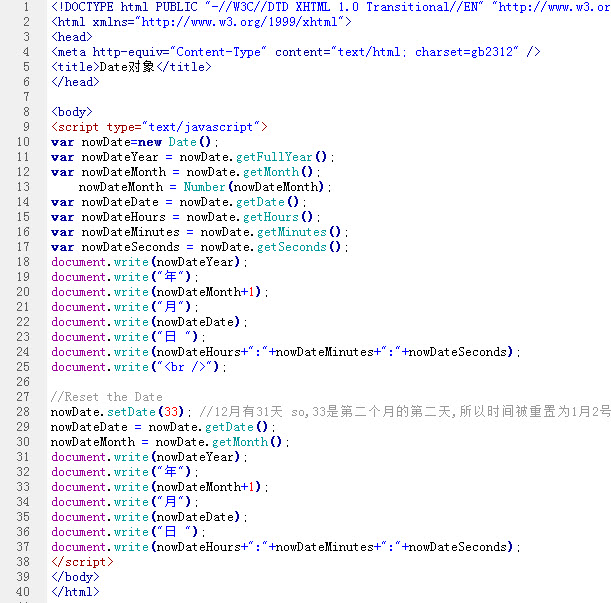 1 <!DOCTYPE html PUBLIC "-//W3C//DTD XHTML 1.0 Transitional//EN" "http://www.w3.or
2 <html xmlns="http://www.w3.org/1999/xhtml">
3 <head>
4 <meta http-equiv="Content-Type" content="text/html; charset=gb2312" />
5 <title>Date对象</title>
6 </head>
7
8 <body>
9 <script type="text/javascript">
10 var nowDate=new Date();
11 var nowDateYear = nowDate.getFullYear();
12 var nowDateMonth = nowDate.getMonth();
13     nowDateMonth = Number(nowDateMonth);
14 var nowDateDate = nowDate.getDate();
15 var nowDateHours = nowDate.getHours();
16 var nowDateMinutes = nowDate.getMinutes();
17 var nowDateSeconds = nowDate.getSeconds();
18 document.write(nowDateYear);
19 document.write("年");
20 document.write(nowDateMonth+1);
21 document.write("月");
22 document.write(nowDateDate);
23 document.write("日 ");
24 document.write(nowDateHours+":"+nowDateMinutes+":"+nowDateSeconds);
25 document.write("<br />");
26
27 //Reset the Date
28 nowDate.setDate(33); //12月有31天 so,33是第二个月的第二天,所以时间被重置为1月2号
29 nowDateDate = nowDate.getDate();
30 nowDateMonth = nowDate.getMonth();
31 document.write(nowDateYear);
32 document.write("年");
33 document.write(nowDateMonth+1);
34 document.write("月");
35 document.write(nowDateDate);
36 document.write("日 ");
37 document.write(nowDateHours+":"+nowDateMinutes+":"+nowDateSeconds);
38 </script>
39 </body>
40 </html>